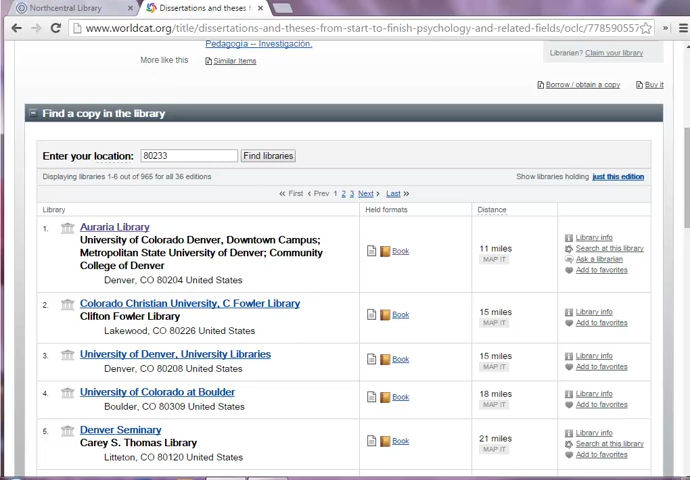 Northcentral Library
Dissertations and theses f
www.worldcat.org/title/dissertations-and-theses-from-start-to-finish-psychology-and-related-fields/oclc/778590557
Pedagogía -- Investigación.
More like this Similar Items
Librarian? Claim your library
Borrow / obtain a copy Buy it
Find a copy in the library
Enter your location: 80233 Find libraries
Displaying libraries 1-6 out of 965 for all 36 editions Show libraries holding just this edition
« First < Prev 1 2 3 Next > Last »
Library Held formats Distance
1. Auraria Library
University of Colorado Denver, Downtown Campus;
Metropolitan State University of Denver; Community
College of Denver
Denver, CO 80204 United States
Book
11 miles
MAP IT
Library info
Search at this library
Ask a librarian
Add to favorites
2. Colorado Christian University, C Fowler Library
Clifton Fowler Library
Lakewood, CO 80226 United States
Book
15 miles
MAP IT
Library info
Add to favorites
3. University of Denver, University Libraries
Denver, CO 80208 United States
Book
15 miles
MAP IT
Library info
Add to favorites
4. University of Colorado at Boulder
Boulder, CO 80309 United States
Book
18 miles
MAP IT
Library info
Add to favorites
5. Denver Seminary
Carey S. Thomas Library
Litteton, CO 80120 United States
Book
21 miles
MAP IT
Library info
Search at this library
Add to favorites